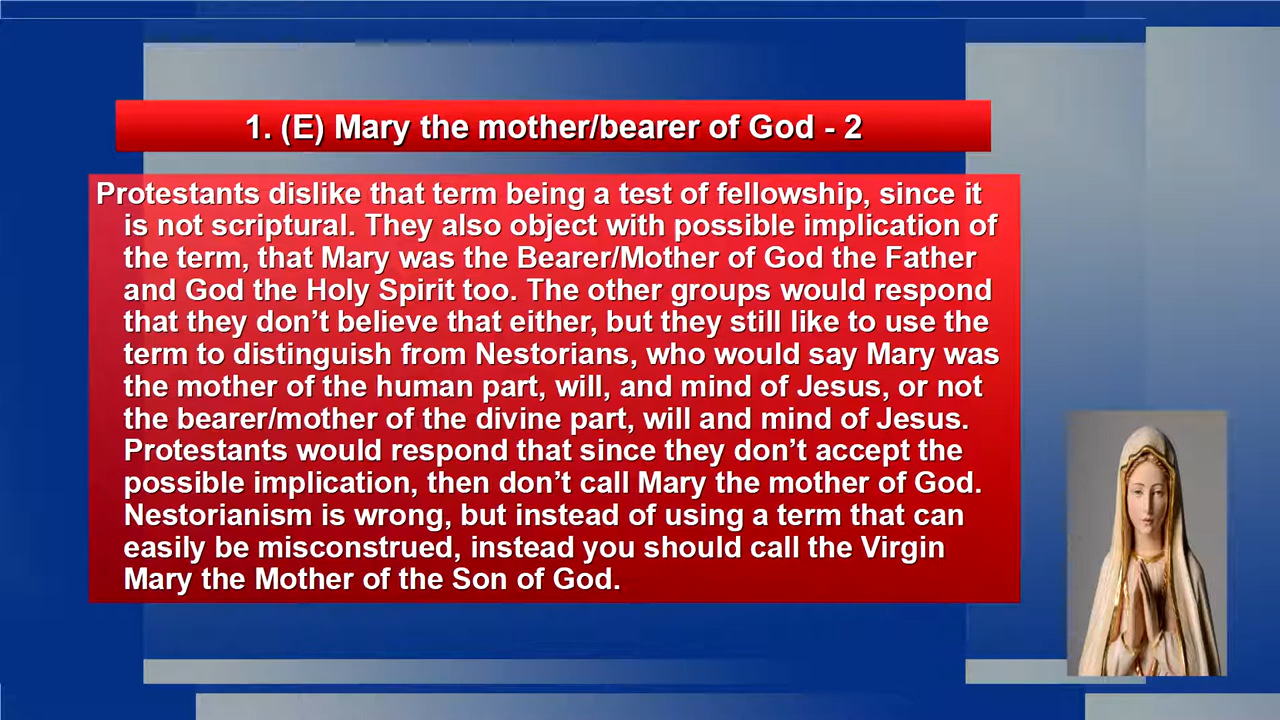 1. (E) Mary the mother/bearer of God - 2
Protestants dislike that term being a test of fellowship, since it
is not scriptural. They also object with possible implication of
the term, that Mary was the Bearer/Mother of God the Father
and God the Holy Spirit too. The other groups would respond
that they don’t believe that either, but they still like to use the
term to distinguish from Nestorians, who would say Mary was
the mother of the human part, will, and mind of Jesus, or not
the bearer/mother of the divine part, will and mind of Jesus.
Protestants would respond that since they don’t accept the
possible implication, then don’t call Mary the mother of God.
Nestorianism is wrong, but instead of using a term that can
easily be misconstrued, instead you should call the Virgin
Mary the Mother of the Son of God.